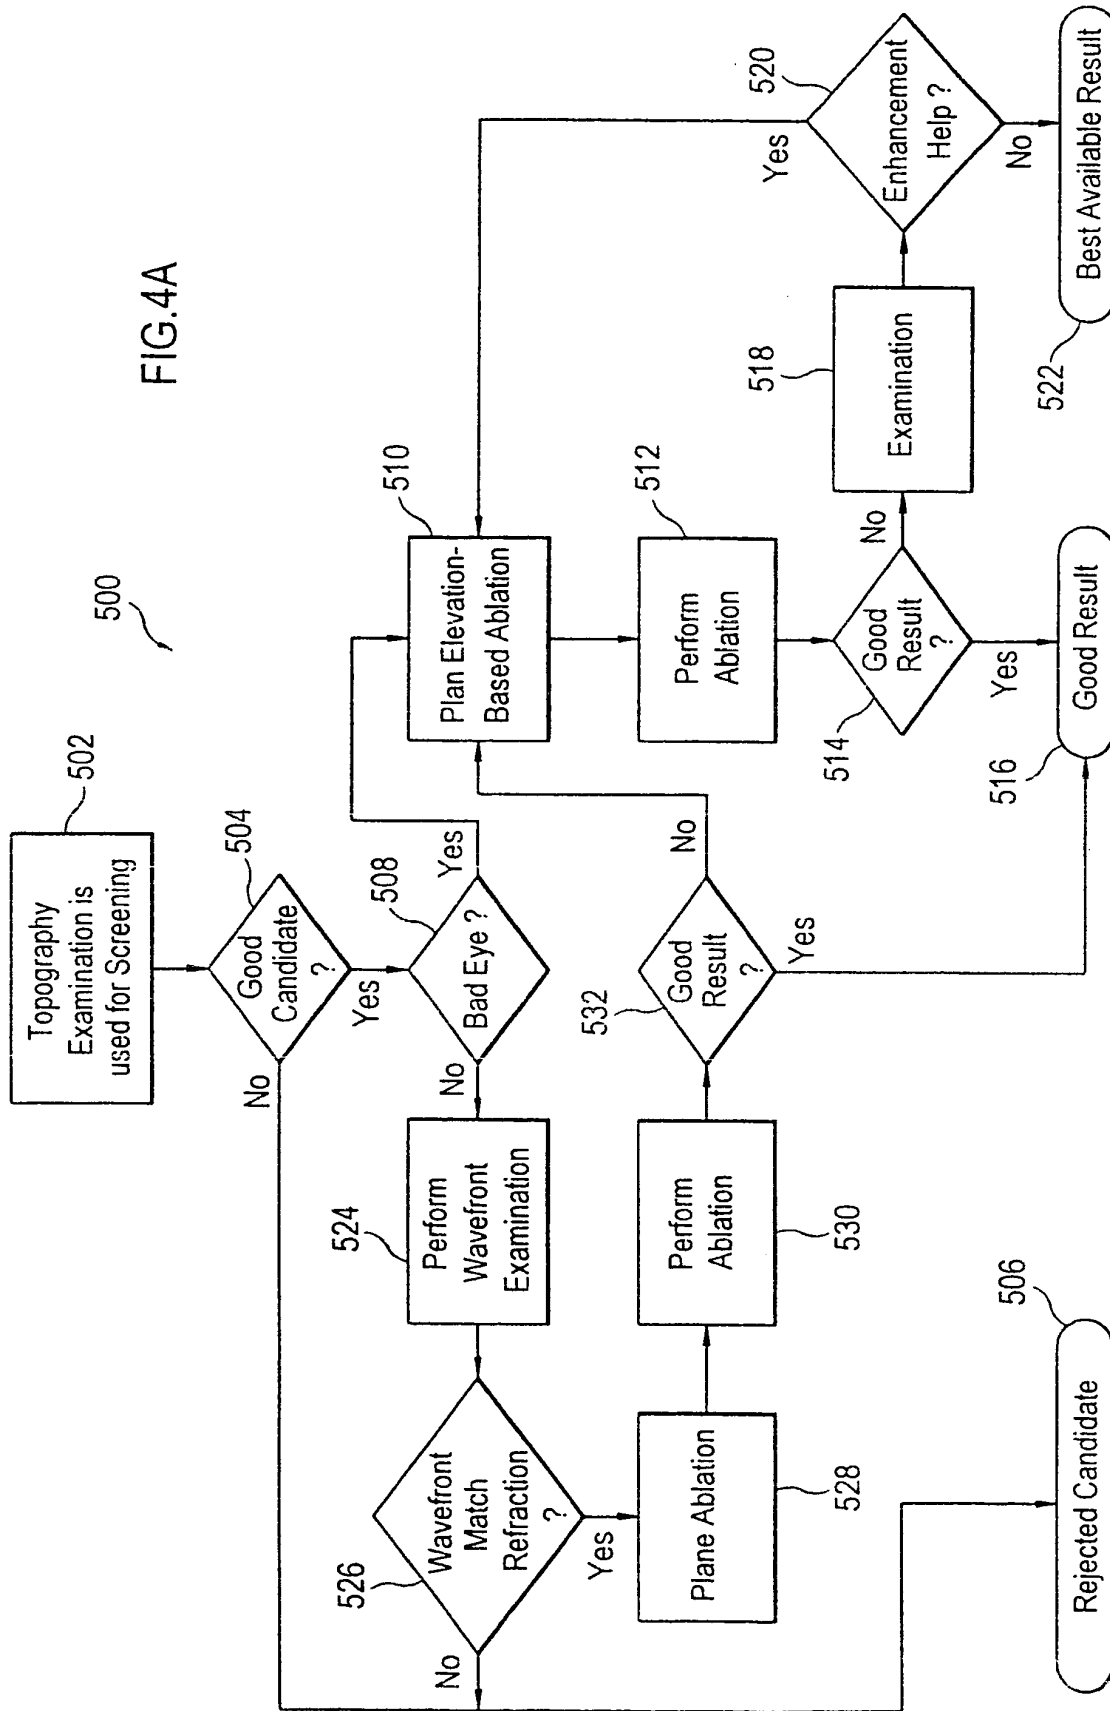 FIG.4A
500
502
Topography
Examination is
used for Screening
504
Good
Candidate
?
No
Yes
508
Bad Eye ?
Yes
No
510
Plan Elevation-
Based Ablation
512
Perform
Ablation
514
Good
Result
?
No
Yes
516
Good Result
518
Examination
520
Enhancement
Help ?
Yes
No
522
Best Available Result
524
Perform
Wavefront
Examination
526
Wavefront
Match
Refraction
?
No
Yes
528
Plane Ablation
530
Perform
Ablation
532
Good
Result
?
No
Yes
506
Rejected Candidate